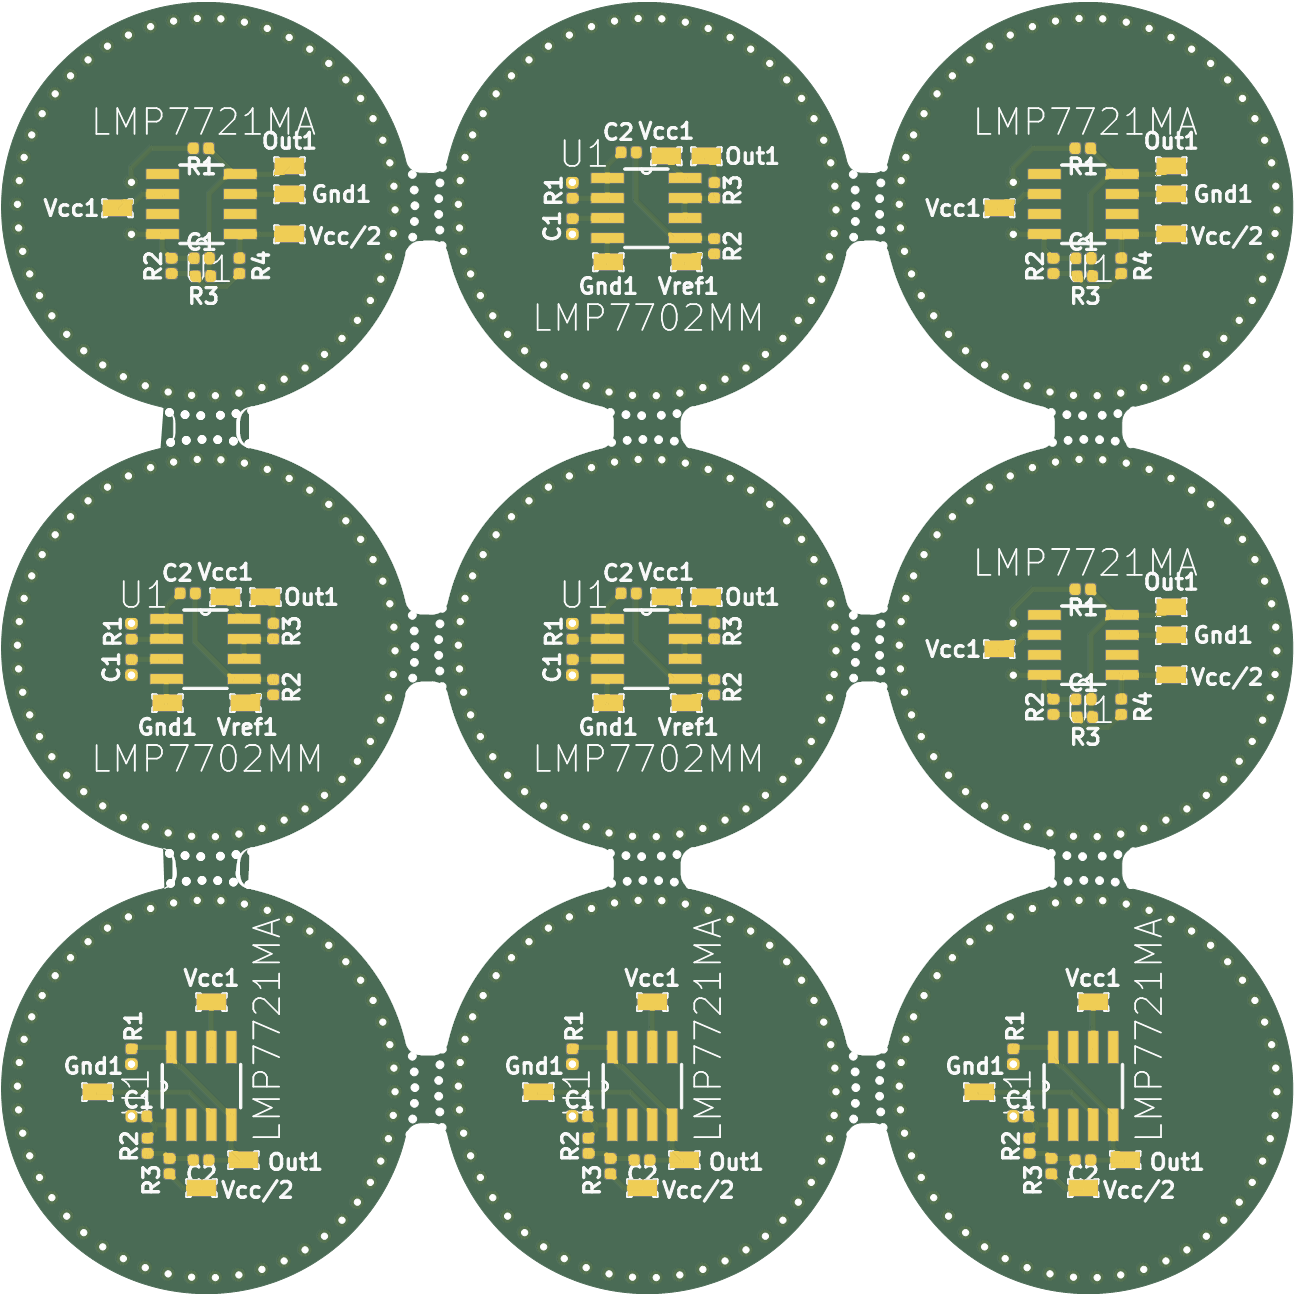 LMP7721MA
Out1
R1
Vcc1
Gnd1
Vcc/2
C1
R2
U1
R4
R3
C2
Vcc1
U1
Out1
R1
R3
C1
R2
Gnd1
Vref1
LMP7702MM
LMP7721MA
Out1
R1
Vcc1
Gnd1
Vcc/2
C1
R2
U1
R4
R3
C2
Vcc1
U1
Out1
R1
R3
C1
R2
Gnd1
Vref1
LMP7702MM
C2
Vcc1
U1
Out1
R1
R3
C1
R2
Gnd1
Vref1
LMP7702MM
LMP7721MA
Out1
R1
Vcc1
Gnd1
Vcc/2
C1
R2
U1
R4
R3
LMP7721MA
Vcc1
R1
Gnd1
C1
R2
R3
C2
Out1
Vcc/2
LMP7721MA
Vcc1
R1
Gnd1
C1
R2
R3
C2
Out1
Vcc/2
LMP7721MA
Vcc1
R1
Gnd1
C1
R2
R3
C2
Out1
Vcc/2